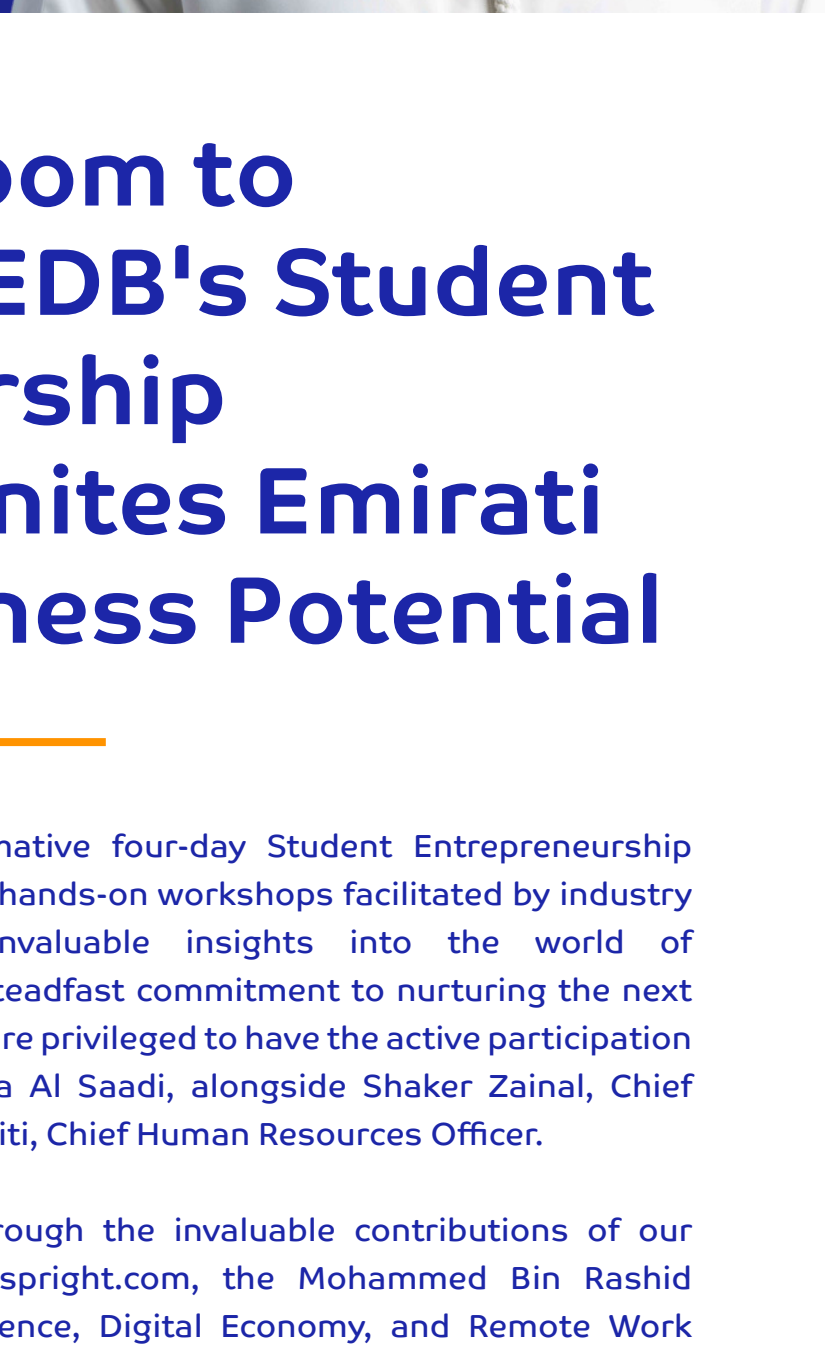 oom to
EDB's Student
rship
nites Emirati
ness Potential
mative four-day Student Entrepreneurship
hands-on workshops facilitated by industry
nvaluable insights into the world of
teadfast commitment to nurturing the next
re privileged to have the active participation
a Al Saadi, alongside Shaker Zainal, Chief
iti, Chief Human Resources Officer.
rough the invaluable contributions of our
spright.com, the Mohammed Bin Rashid
ence, Digital Economy, and Remote Work